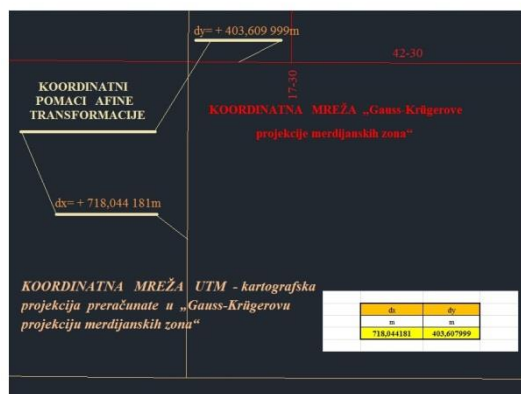 dy= + 403,609 999m
42-30
17-30
KOORDINATNI
POMACI AFINE
TRANSFORMACIJE
KOORDINATNA MREŽA „Gauss-Krügerove
projekcije merdijanskih zona“
dx= + 718,044 181m
KOORDINATNA MREŽA UTM - kartografska
projekcija preračunate u „Gauss-Krügerovu
projekciju merdijanskih zona“
dx dy
m m
718,044181 403,607999